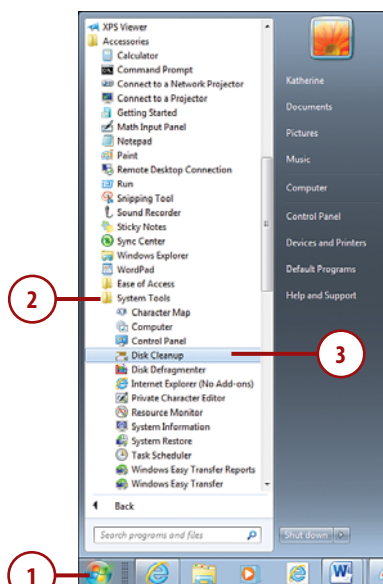 XPS Viewer
Accessories
Calculator
Command Prompt
Connect to a Network Projector
Connect to a Projector
Getting Started
Math Input Panel
Notepad
Paint
Remote Desktop Connection
Run
Snipping Tool
Sound Recorder
Sticky Notes
Sync Center
Windows Explorer
WordPad
Ease of Access
System Tools
Character Map
Computer
Control Panel
Disk Cleanup
Disk Defragmenter
Internet Explorer (No Add-ons)
Private Character Editor
Resource Monitor
System Information
System Restore
Task Scheduler
Windows Easy Transfer Reports
Windows Easy Transfer
Back
Search programs and files
Katherine
Documents
Pictures
Music
Computer
Control Panel
Devices and Printers
Default Programs
Help and Support
Shut down
2
3
1
W